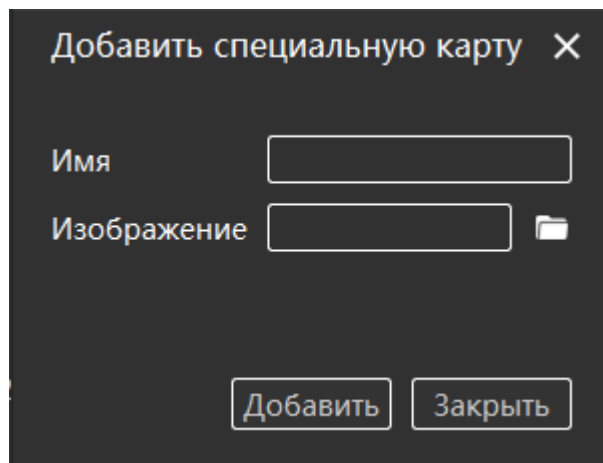 Добавить специальную карту
Имя
Изображение
Добавить Закрыть